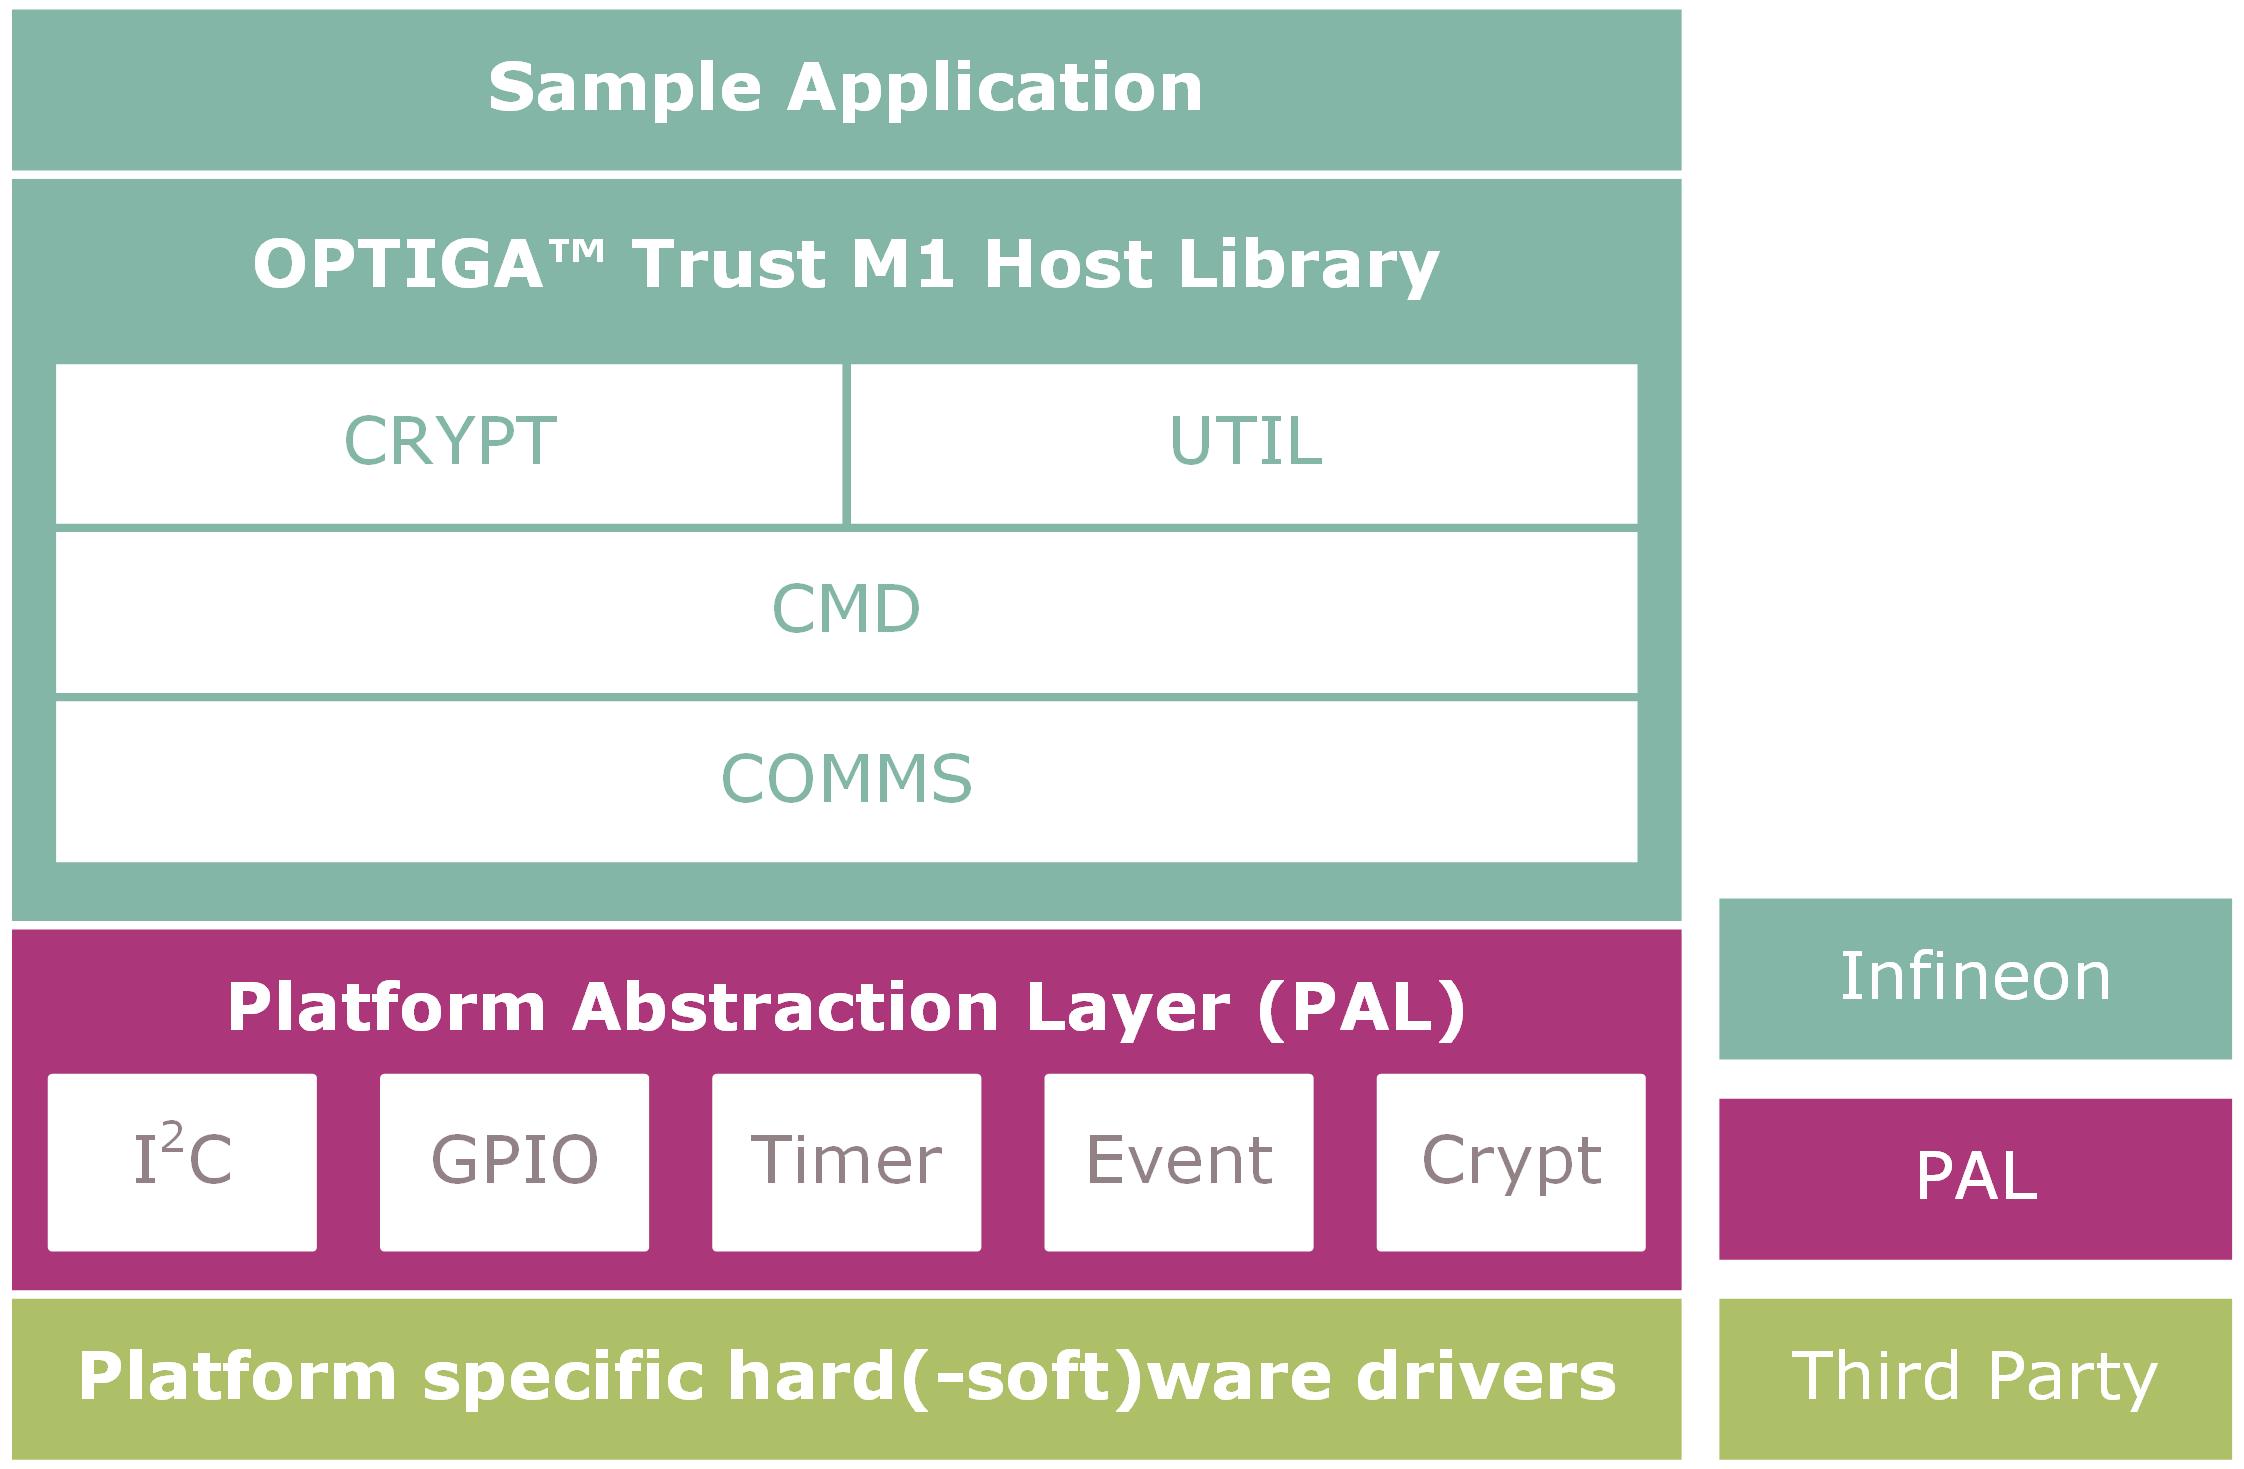 Sample Application
OPTIGA™ Trust M1 Host Library
CRYPT UTIL
CMD
COMMS
Platform Abstraction Layer (PAL)
I²C GPIO Timer Event Crypt
Platform specific hard(-soft)ware drivers
Infineon
PAL
Third Party